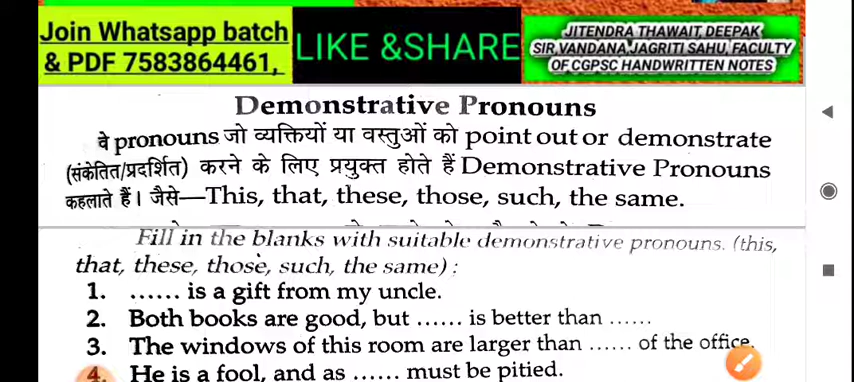 Join Whatsapp batch
& PDF 7583864461,
LIKE &SHARE
JITENDRA THAWAIT, DEEPAK
SIR,VANDANA,JAGRITI SAHU, FACULTY
OF CGPSC HANDWRITTEN NOTES
Demonstrative Pronouns
वे pronouns जो व्यक्तियों या वस्तुओं को point out or demonstrate
(संकेतित/प्रदर्शित) करने के लिए प्रयुक्त होते हैं Demonstrative Pronouns
कहलाते हैं। जैसे—This, that, these, those, such, the same.
Fill in the blanks with suitable demonstrative pronouns. (this,
that, these, those, such, the same) :
1. ...... is a gift from my uncle.
2. Both books are good, but ...... is better than ......
3. The windows of this room are larger than ...... of the office.
4. He is a fool, and as ...... must be pitied.